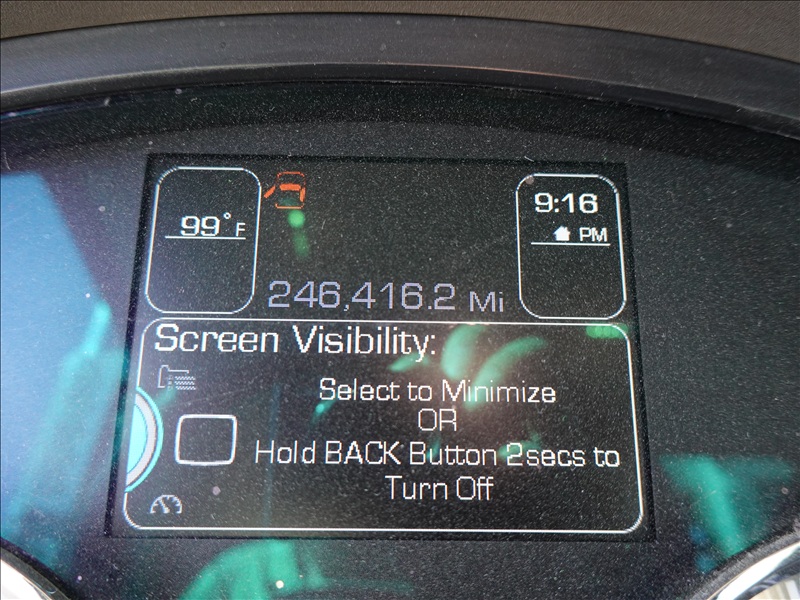 99°F
9:16
PM
246,416.2 Mi
Screen Visibility:
Select to Minimize
OR
Hold BACK Button 2secs to
Turn Off